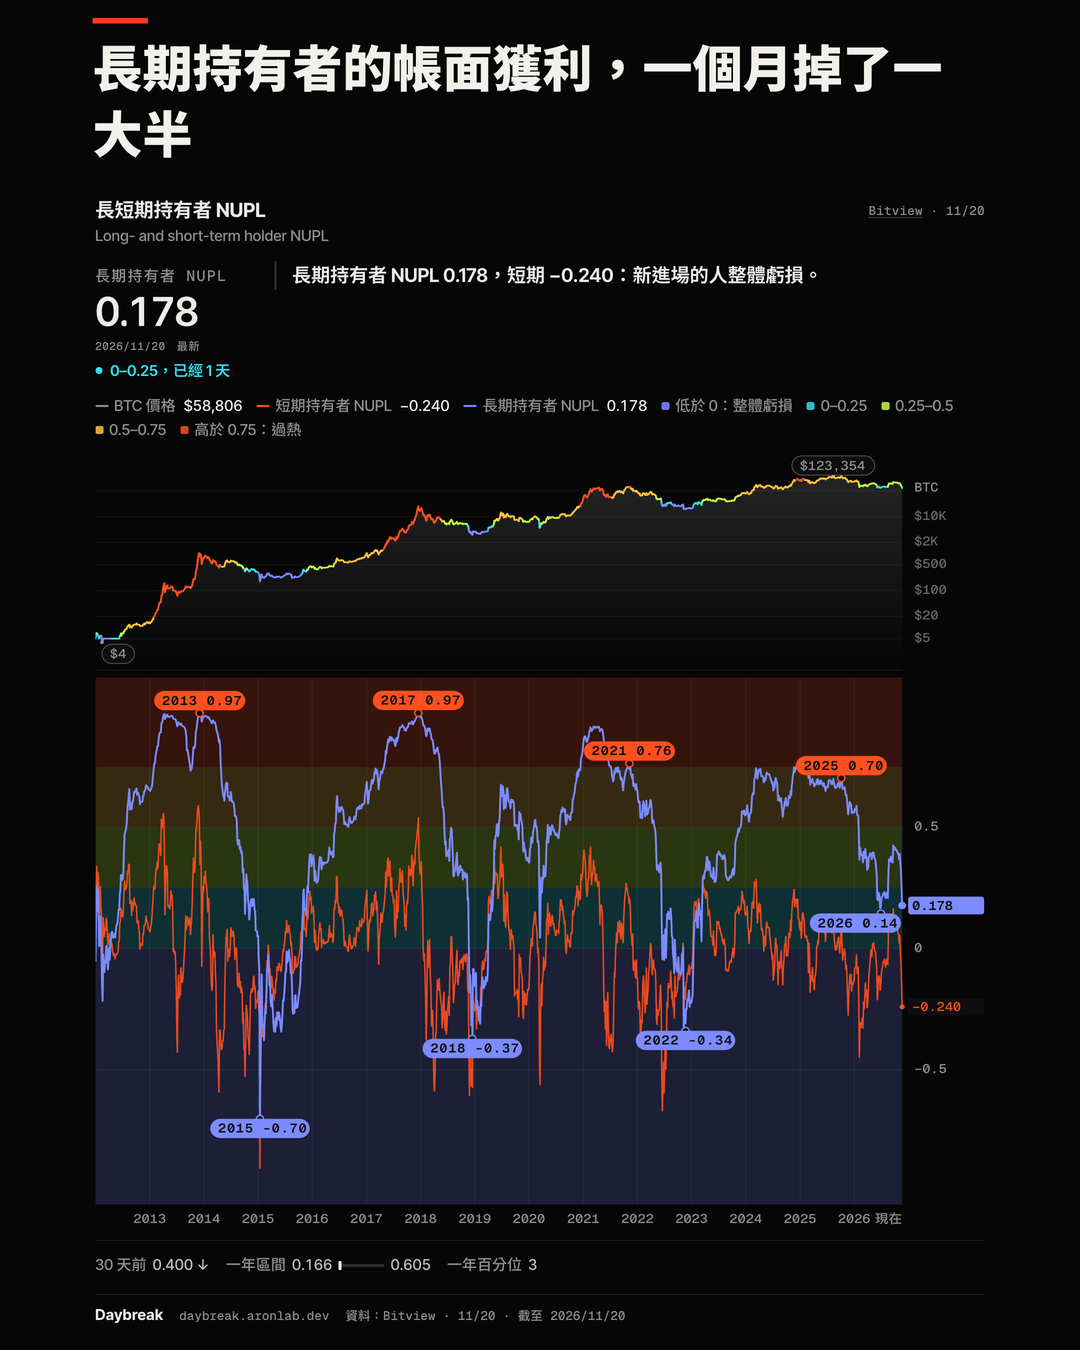 長期持有者的帳面獲利，一個月掉了一
大半
長短期持有者 NUPL
Bitview · 11/20
Long- and short-term holder NUPL
長期持有者 NUPL
長期持有者 NUPL 0.178，短期 −0.240：新進場的人整體虧損。
0.178
2026/11/20 最新
0–0.25，已經 1 天
BTC 價格 $58,806 短期持有者 NUPL −0.240 長期持有者 NUPL 0.178 低於 0：整體虧損 0–0.25 0.25–0.5
0.5–0.75 高於 0.75：過熱
$123,354
BTC
$10K
$2K
$500
$100
$20
$5
$4
2013 0.97
2017 0.97
2021 0.76
2025 0.70
0.5
0.178
2026 0.14
0
−0.240
2022 -0.34
2018 -0.37
−0.5
2015 -0.70
2013 2014 2015 2016 2017 2018 2019 2020 2021 2022 2023 2024 2025 2026 現在
30 天前 0.400 ↓ 一年區間 0.166 0.605 一年百分位 3
Daybreak daybreak.aronlab.dev 資料：Bitview · 11/20 · 截至 2026/11/20